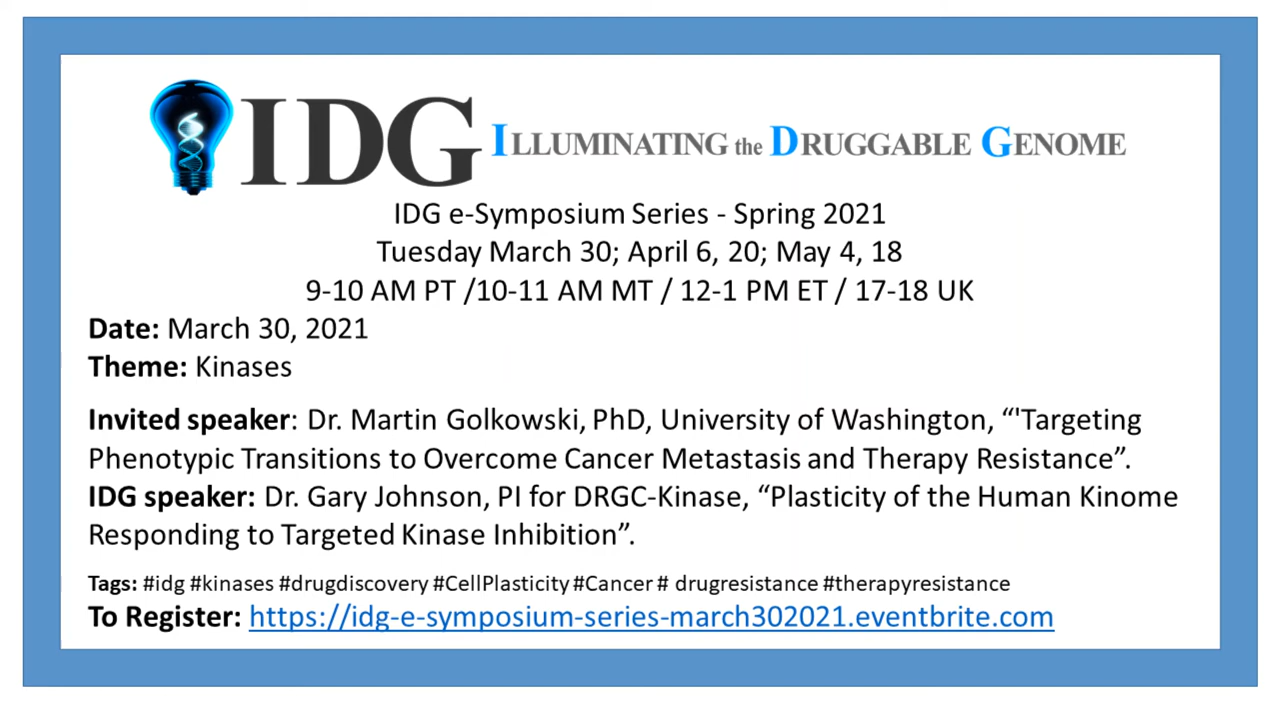 IDG ILLUMINATING the DRUGGABLE GENOME
IDG e-Symposium Series - Spring 2021
Tuesday March 30; April 6, 20; May 4, 18
9-10 AM PT /10-11 AM MT / 12-1 PM ET / 17-18 UK
Date: March 30, 2021
Theme: Kinases
Invited speaker: Dr. Martin Golkowski, PhD, University of Washington, “'Targeting
Phenotypic Transitions to Overcome Cancer Metastasis and Therapy Resistance”.
IDG speaker: Dr. Gary Johnson, PI for DRGC-Kinase, “Plasticity of the Human Kinome
Responding to Targeted Kinase Inhibition”.
Tags: #idg #kinases #drugdiscovery #CellPlasticity #Cancer # drugresistance #therapyresistance
To Register: https://idg-e-symposium-series-march302021.eventbrite.com